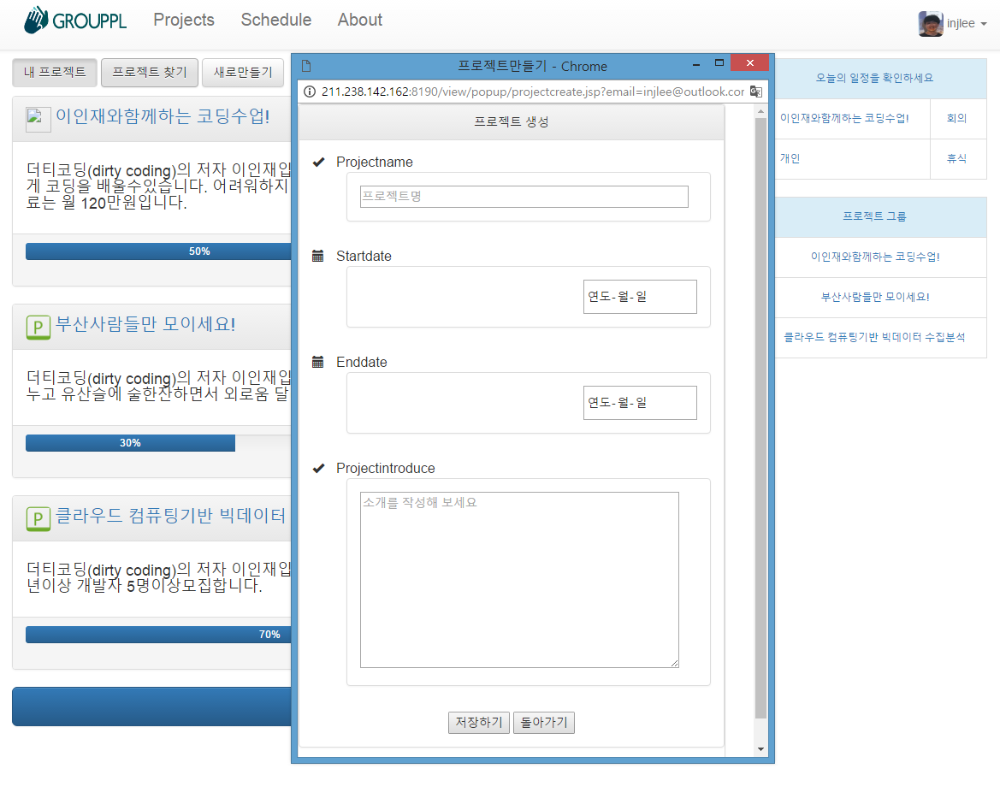 GROUPPL
Projects
Schedule
About
injlee
내 프로젝트
프로젝트 찾기
새로만들기
이인재와함께하는 코딩수업!
더티코딩(dirty coding)의 저자 이인재입
게 코딩을 배울수있습니다. 어려워하지
료는 월 120만원입니다.
50%
P
부산사람들만 모이세요!
더티코딩(dirty coding)의 저자 이인재입
누고 유산슬에 술한잔하면서 외로움 달
30%
P
클라우드 컴퓨팅기반 빅데이터
더티코딩(dirty coding)의 저자 이인재입
년이상 개발자 5명이상모집합니다.
70%
프로젝트만들기 - Chrome
211.238.142.162:8190/view/popup/projectcreate.jsp?email=injlee@outlook.cor
프로젝트 생성
Projectname
프로젝트명
Startdate
연도-월-일
Enddate
연도-월-일
Projectintroduce
소개를 작성해 보세요
저장하기
돌아가기
오늘의 일정을 확인하세요
이인재와함께하는 코딩수업!
회의
개인
휴식
프로젝트 그룹
이인재와함께하는 코딩수업!
부산사람들만 모이세요!
클라우드 컴퓨팅기반 빅데이터 수집분석